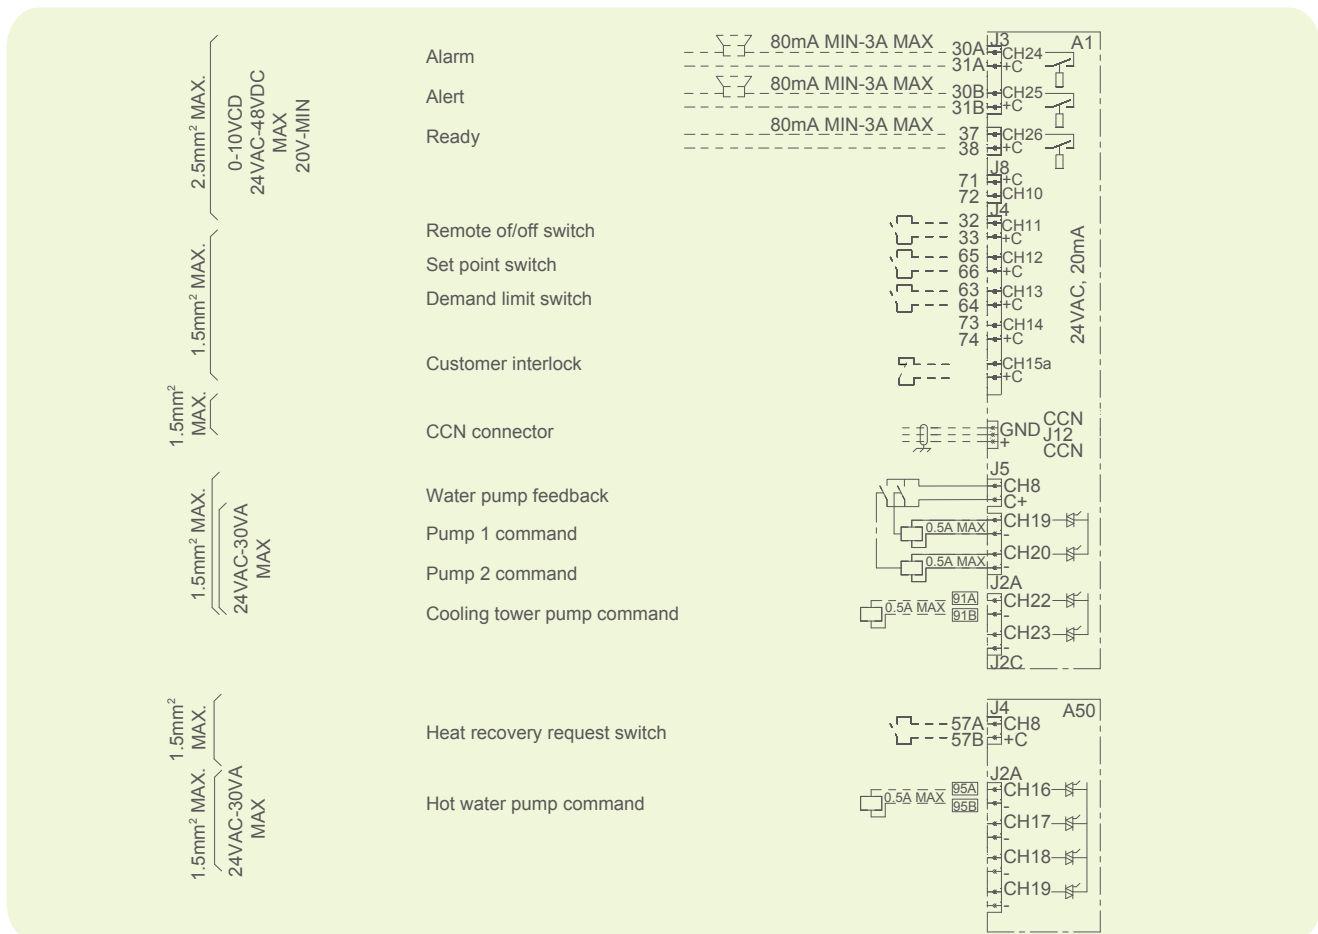 2.5mm² MAX.
0-10VCD
24VAC-48VDC
MAX
20V-MIN
Alarm
80mA MIN-3A MAX
30A
31A
J3
CH24
+C
A1
Alert
80mA MIN-3A MAX
30B
31B
CH25
+C
Ready
80mA MIN-3A MAX
37
38
CH26
+C
J8
71
+C
72
CH10
J4
1.5mm² MAX.
Remote of/off switch
32
CH11
33
+C
Set point switch
65
CH12
66
+C
Demand limit switch
63
CH13
64
+C
73
CH14
74
+C
24VAC, 20mA
Customer interlock
CH15a
+C
1.5mm²
MAX.
CCN connector
GND
+
CCN
J12
CCN
1.5mm² MAX.
24VAC-30VA
MAX
J5
Water pump feedback
CH8
C+
Pump 1 command
0.5A MAX
CH19
-
Pump 2 command
0.5A MAX
CH20
-
J2A
Cooling tower pump command
0.5A MAX
91A
91B
CH22
-
CH23
-
J2C
1.5mm²
MAX.
J4
A50
Heat recovery request switch
57A
CH8
57B
+C
1.5mm² MAX.
24VAC-30VA
MAX
J2A
Hot water pump command
0.5A MAX
95A
95B
CH16
-
CH17
-
CH18
-
CH19
-